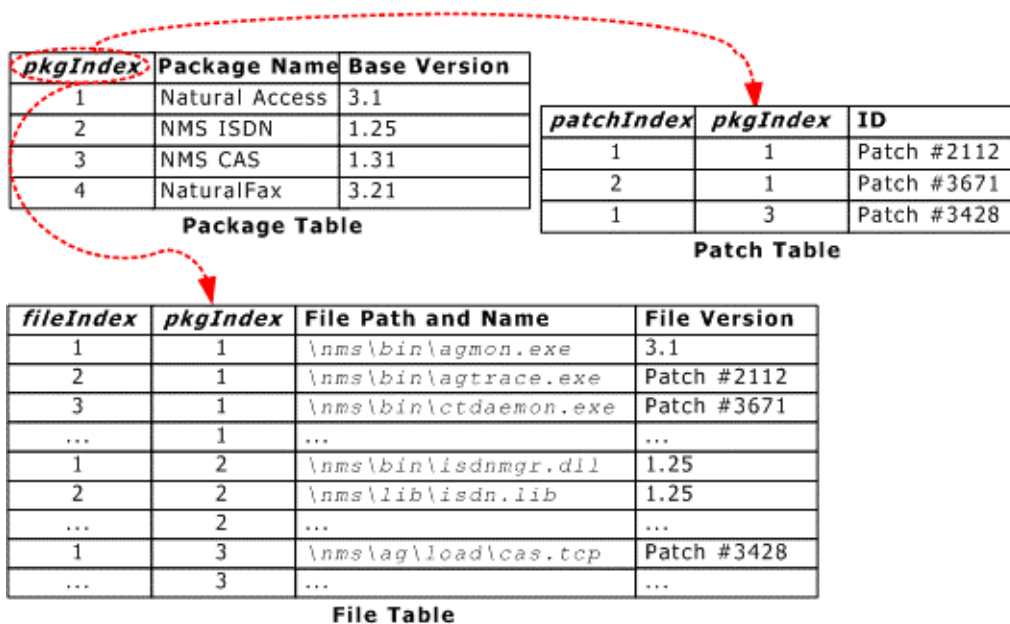 pkgIndex Package Name Base Version
1 Natural Access 3.1
2 NMS ISDN 1.25
3 NMS CAS 1.31
4 NaturalFax 3.21
Package Table
patchIndex pkgIndex ID
1 1 Patch #2112
2 1 Patch #3671
1 3 Patch #3428
Patch Table
fileIndex pkgIndex File Path and Name File Version
1 1 \nms\bin\agmon.exe 3.1
2 1 \nms\bin\agtrace.exe Patch #2112
3 1 \nms\bin\ctdaemon.exe Patch #3671
... 1 ... ...
1 2 \nms\bin\isdnmgr.dll 1.25
2 2 \nms\lib\isdn.lib 1.25
... 2 ... ...
1 3 \nms\ag\load\cas.tcp Patch #3428
... 3 ... ...
File Table